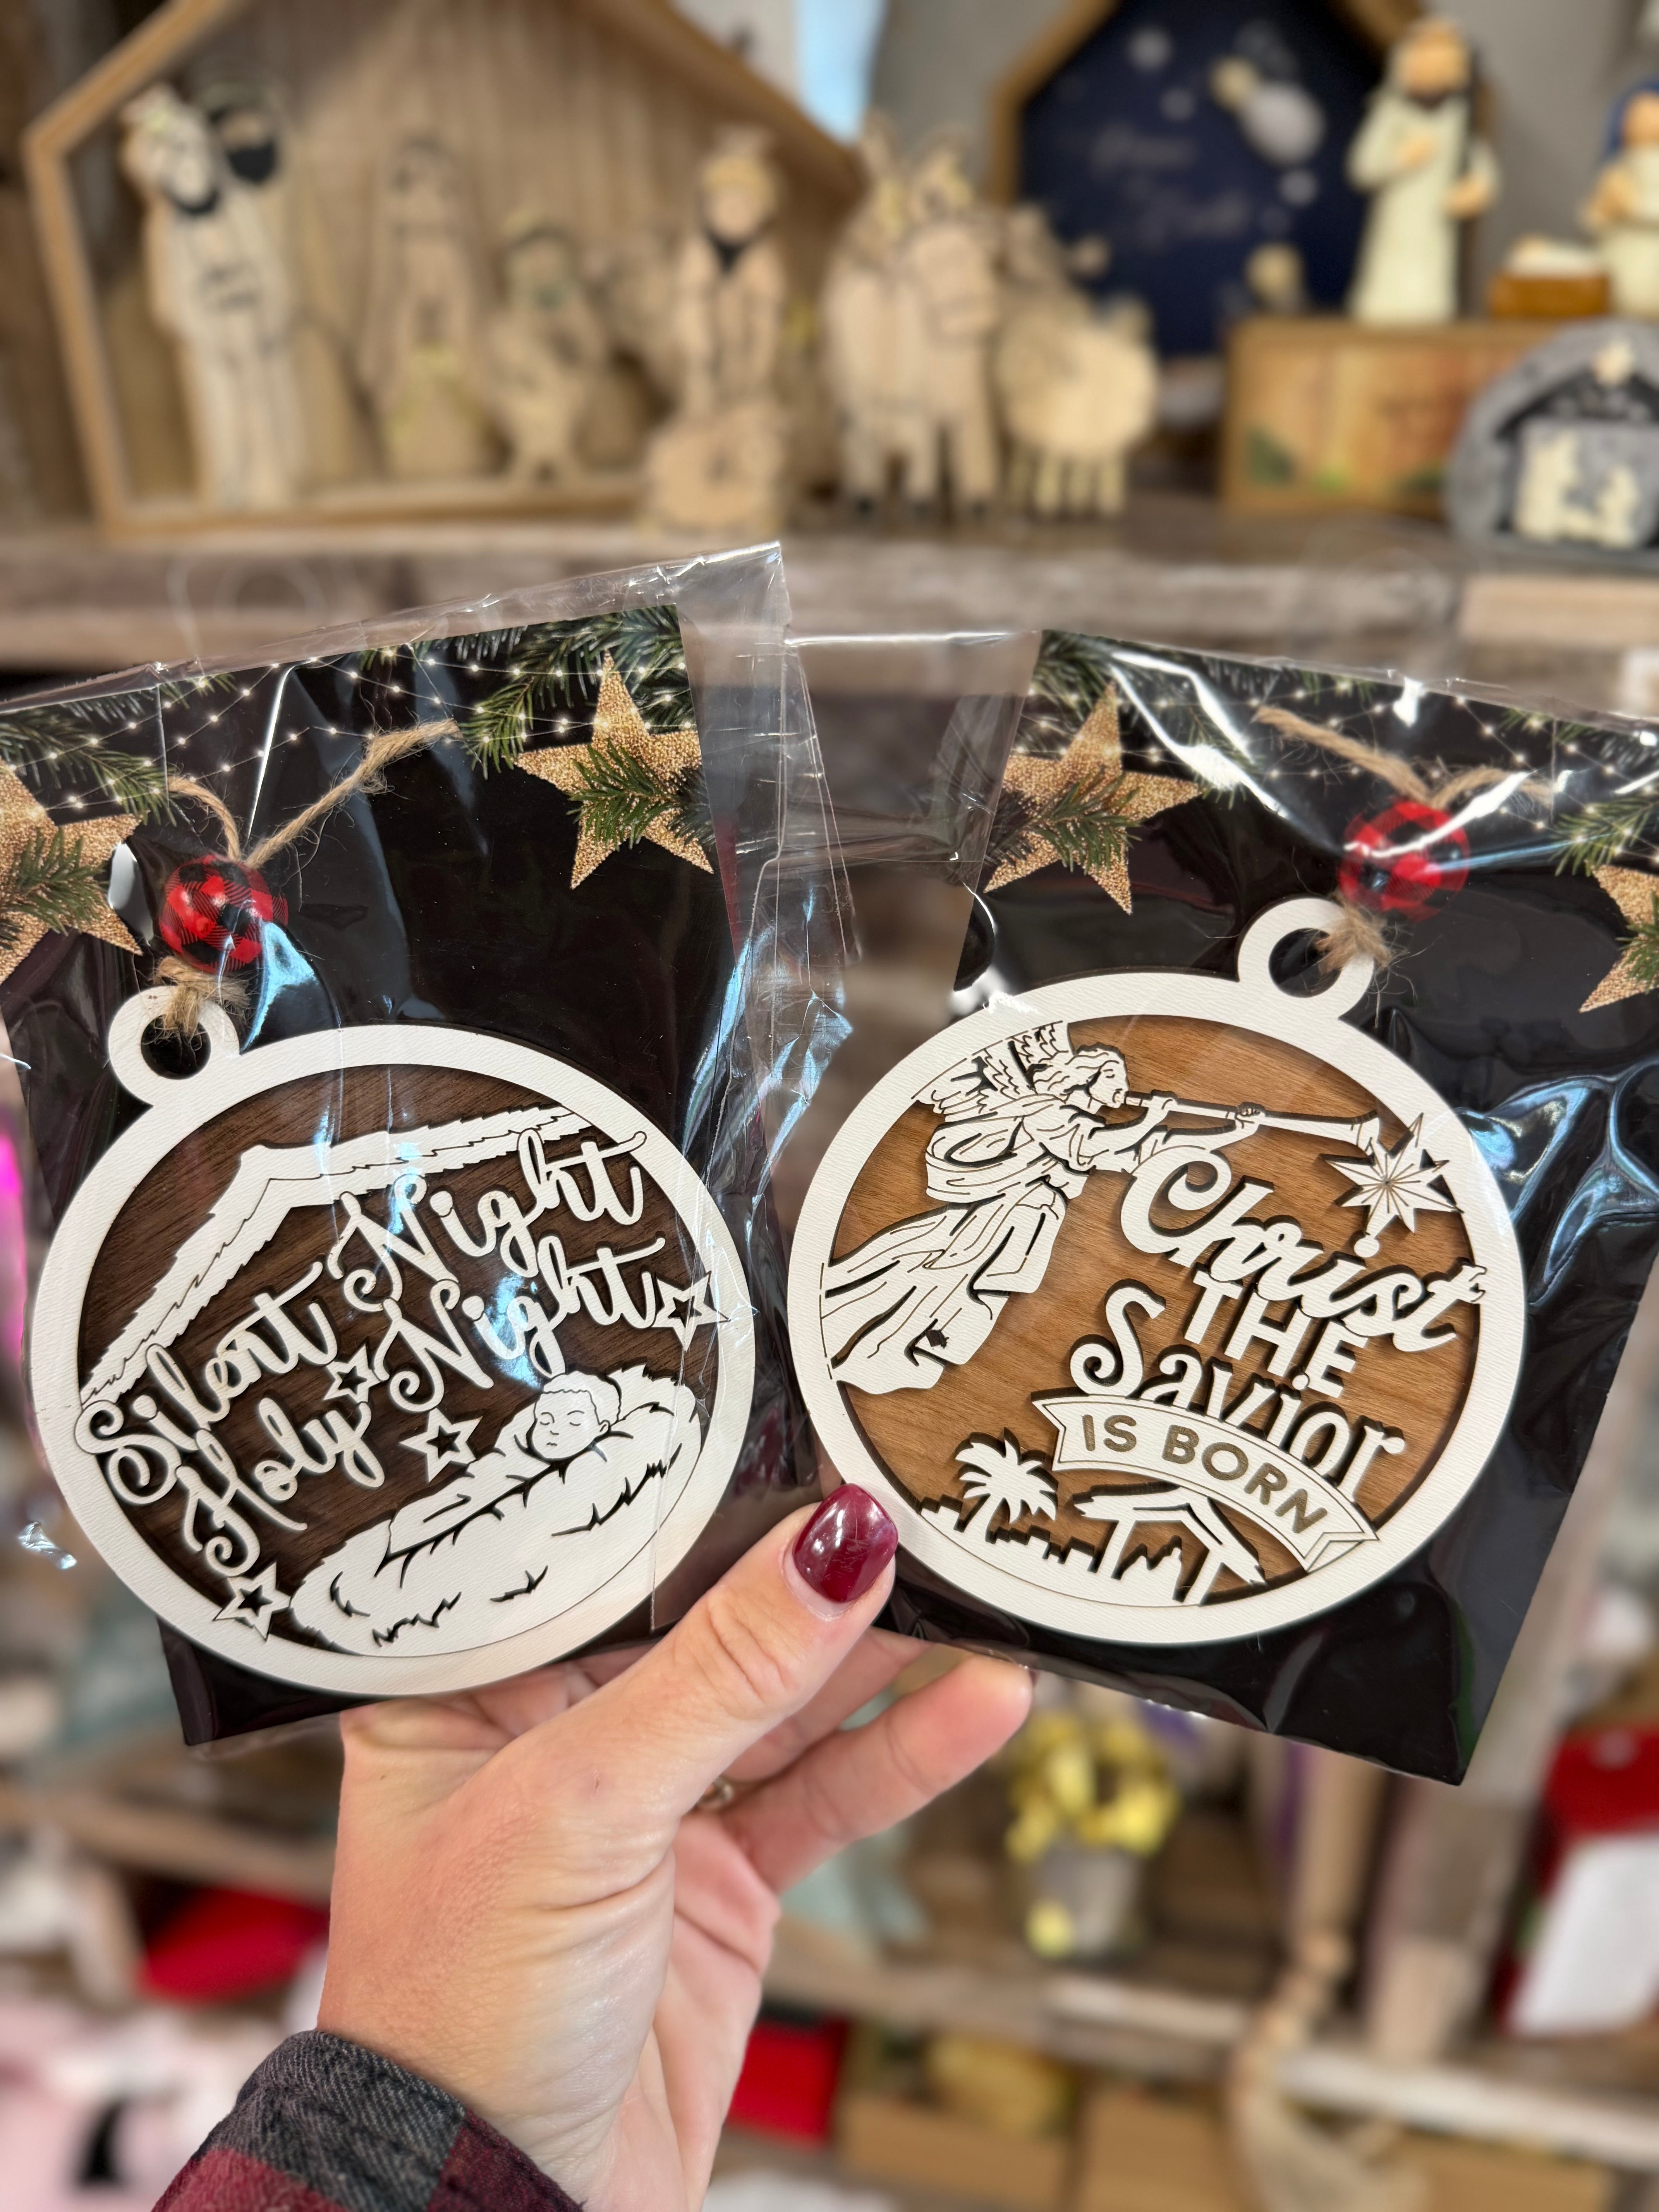 Silent Night
Holy Night
Christ
THE
Savior
IS BORN